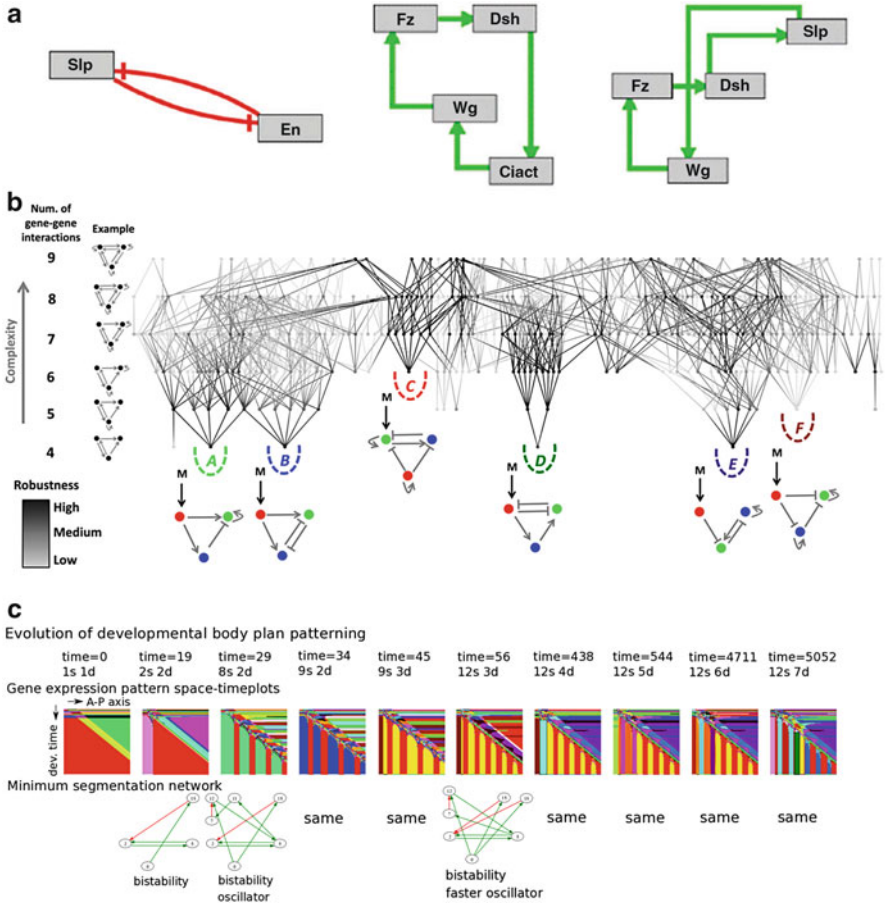 a
Slp
En
Fz
Dsh
Wg
Ciact
Slp
Fz
Dsh
Wg
b
Num. of
gene-gene
interactions
Example
9
8
7
6
5
4
Complexity
Robustness
High
Medium
Low
A
B
C
D
E
F
M
M
M
M
M
M
c
Evolution of developmental body plan patterning
time=0 time=19 time=29 time=34 time=45 time=56 time=438 time=544 time=4711 time=5052
1s 1d 2s 2d 8s 2d 9s 2d 9s 3d 12s 3d 12s 4d 12s 5d 12s 6d 12s 7d
Gene expression pattern space-timeplots
A-P axis
dev. time
Minimum segmentation network
same same same same same same
bistability
bistability
oscillator
bistability
faster oscillator